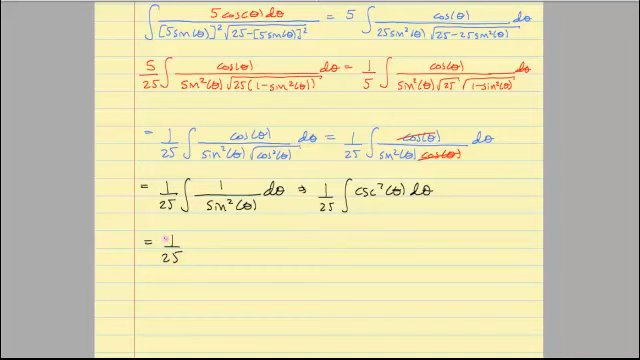 ∫ 5cos(θ)dθ / [5sin(θ)]² √25-[5sin(θ)]² = 5 ∫ cos(θ) / 25sin²(θ) √25-25sin²(θ) dθ
5/25 ∫ cos(θ) / sin²(θ) √25(1-sin²(θ)) dθ = 1/5 ∫ cos(θ) / sin²(θ) √25 √1-sin²(θ) dθ
= 1/25 ∫ cos(θ) / sin²(θ) √cos²(θ) dθ = 1/25 ∫ cos(θ) / sin²(θ) cos(θ) dθ
= 1/25 ∫ 1 / sin²(θ) dθ ⇒ 1/25 ∫ csc²(θ) dθ
= 1/25